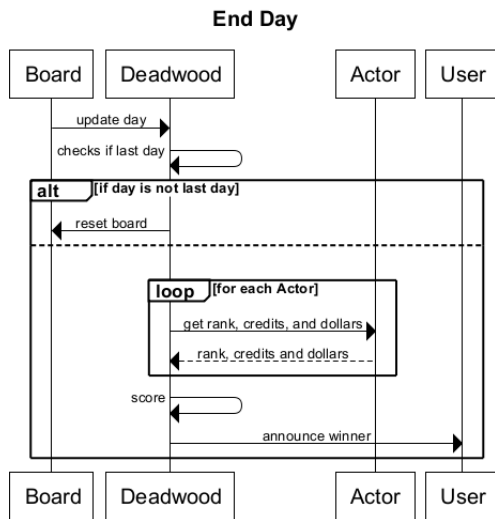 End Day
Board Deadwood Actor User
update day
checks if last day
alt [if day is not last day]
reset board
loop [for each Actor]
get rank, credits, and dollars
rank, credits and dollars
score
announce winner
Board Deadwood Actor User